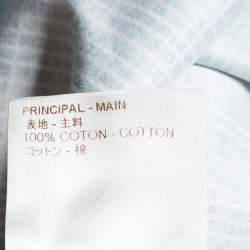 PRINCIPAL - MAIN
表地 - 主料
100% COTON - COTTON
コットン - 棉